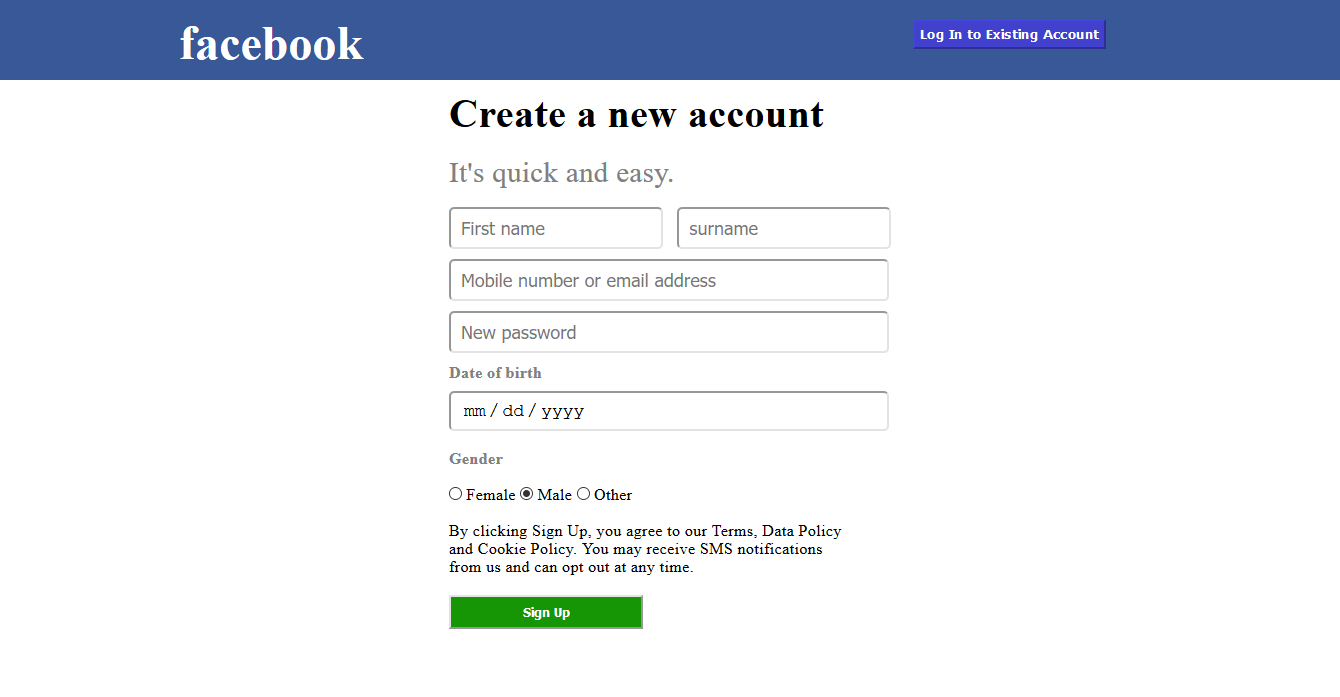 facebook
Log In to Existing Account
Create a new account
It's quick and easy.
First name
surname
Mobile number or email address
New password
Date of birth
mm / dd / yyyy
Gender
Female Male Other
By clicking Sign Up, you agree to our Terms, Data Policy
and Cookie Policy. You may receive SMS notifications
from us and can opt out at any time.
Sign Up